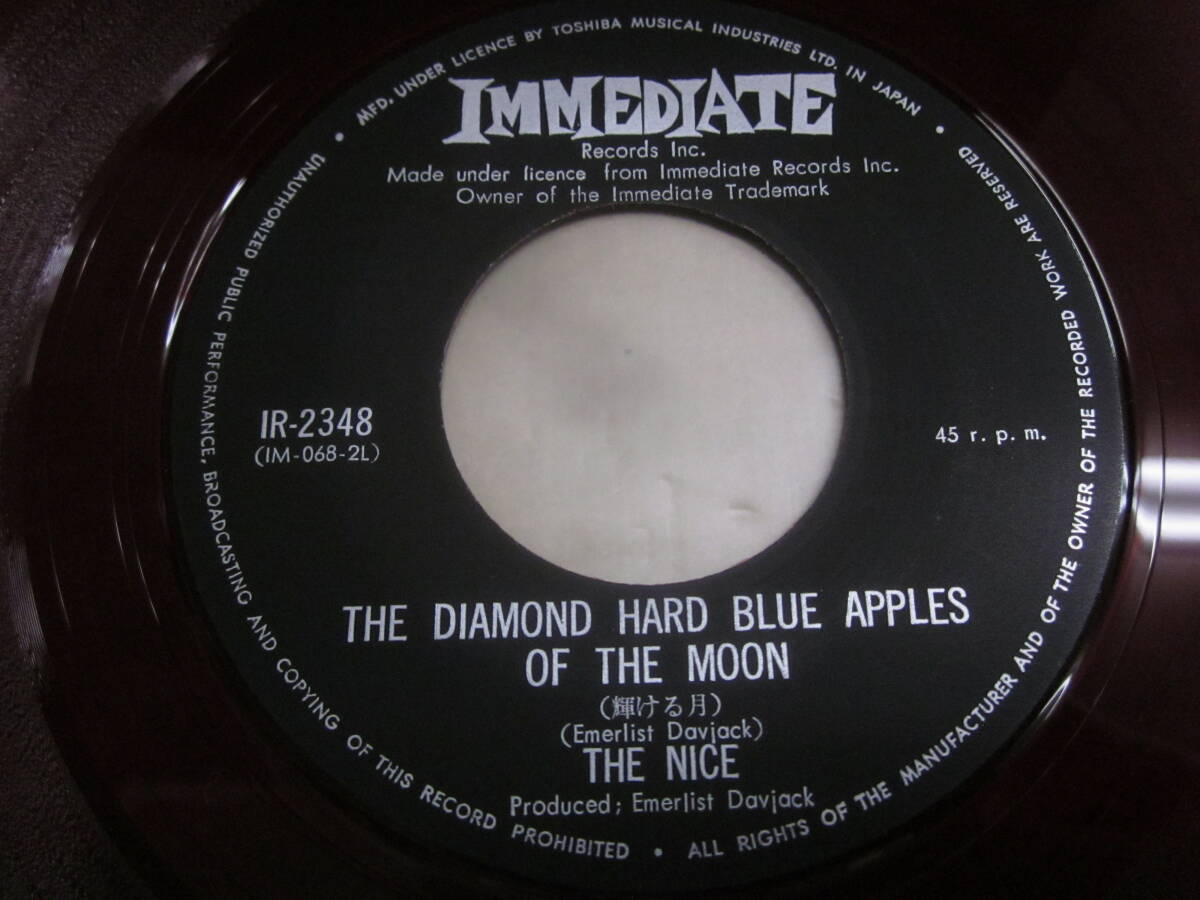 MFD. UNDER LICENCE BY TOSHIBA MUSICAL INDUSTRIES LTD. IN JAPAN •
IMMEDIATE
Records Inc.
Made under licence from Immediate Records Inc.
Owner of the Immediate Trademark
IR-2348
(IM-068-2L)
45 r. p. m.
THE DIAMOND HARD BLUE APPLES
OF THE MOON
(輝ける月)
(Emerlist Davjack)
THE NICE
Produced; Emerlist Davjack
• UNAUTHORIZED PUBLIC PERFORMANCE, BROADCASTING AND COPYING OF THIS RECORD PROHIBITED • ALL RIGHTS OF THE MANUFACTURER AND OF THE OWNER OF THE RECORDED WORK ARE RESERVED